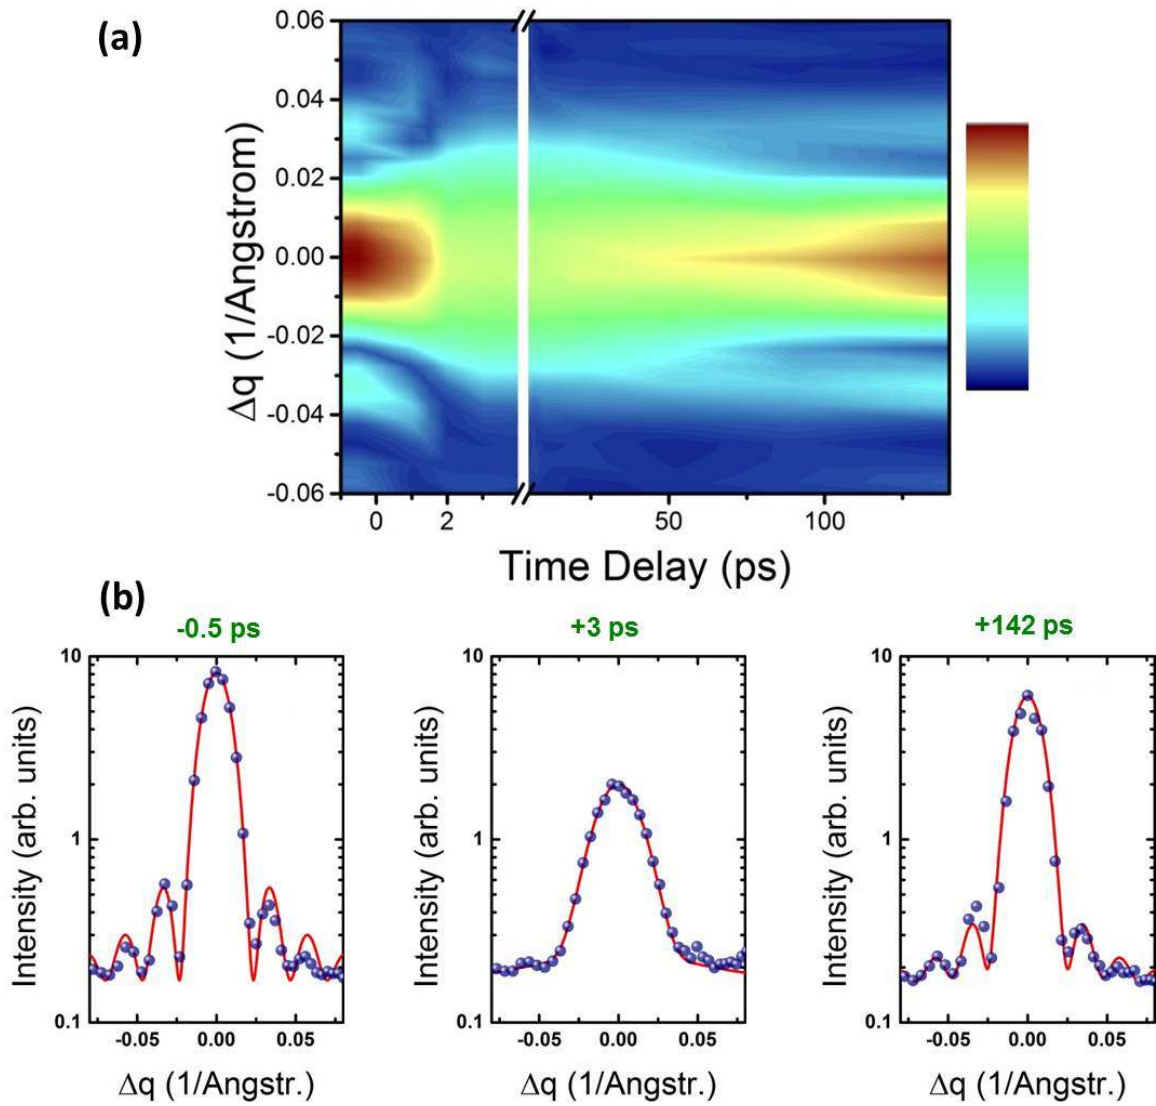 (a)
0.06
0.04
0.02
0.00
-0.02
-0.04
-0.06
Δq (1/Angstrom)
0 2 50 100
Time Delay (ps)
(b)
-0.5 ps +3 ps +142 ps
10 10 10
1 1 1
0.1 0.1 0.1
Intensity (arb. units) Intensity (arb. units) Intensity (arb. units)
-0.05 0.00 0.05 -0.05 0.00 0.05 -0.05 0.00 0.05
Δq (1/Angstr.) Δq (1/Angstr.) Δq (1/Angstr.)